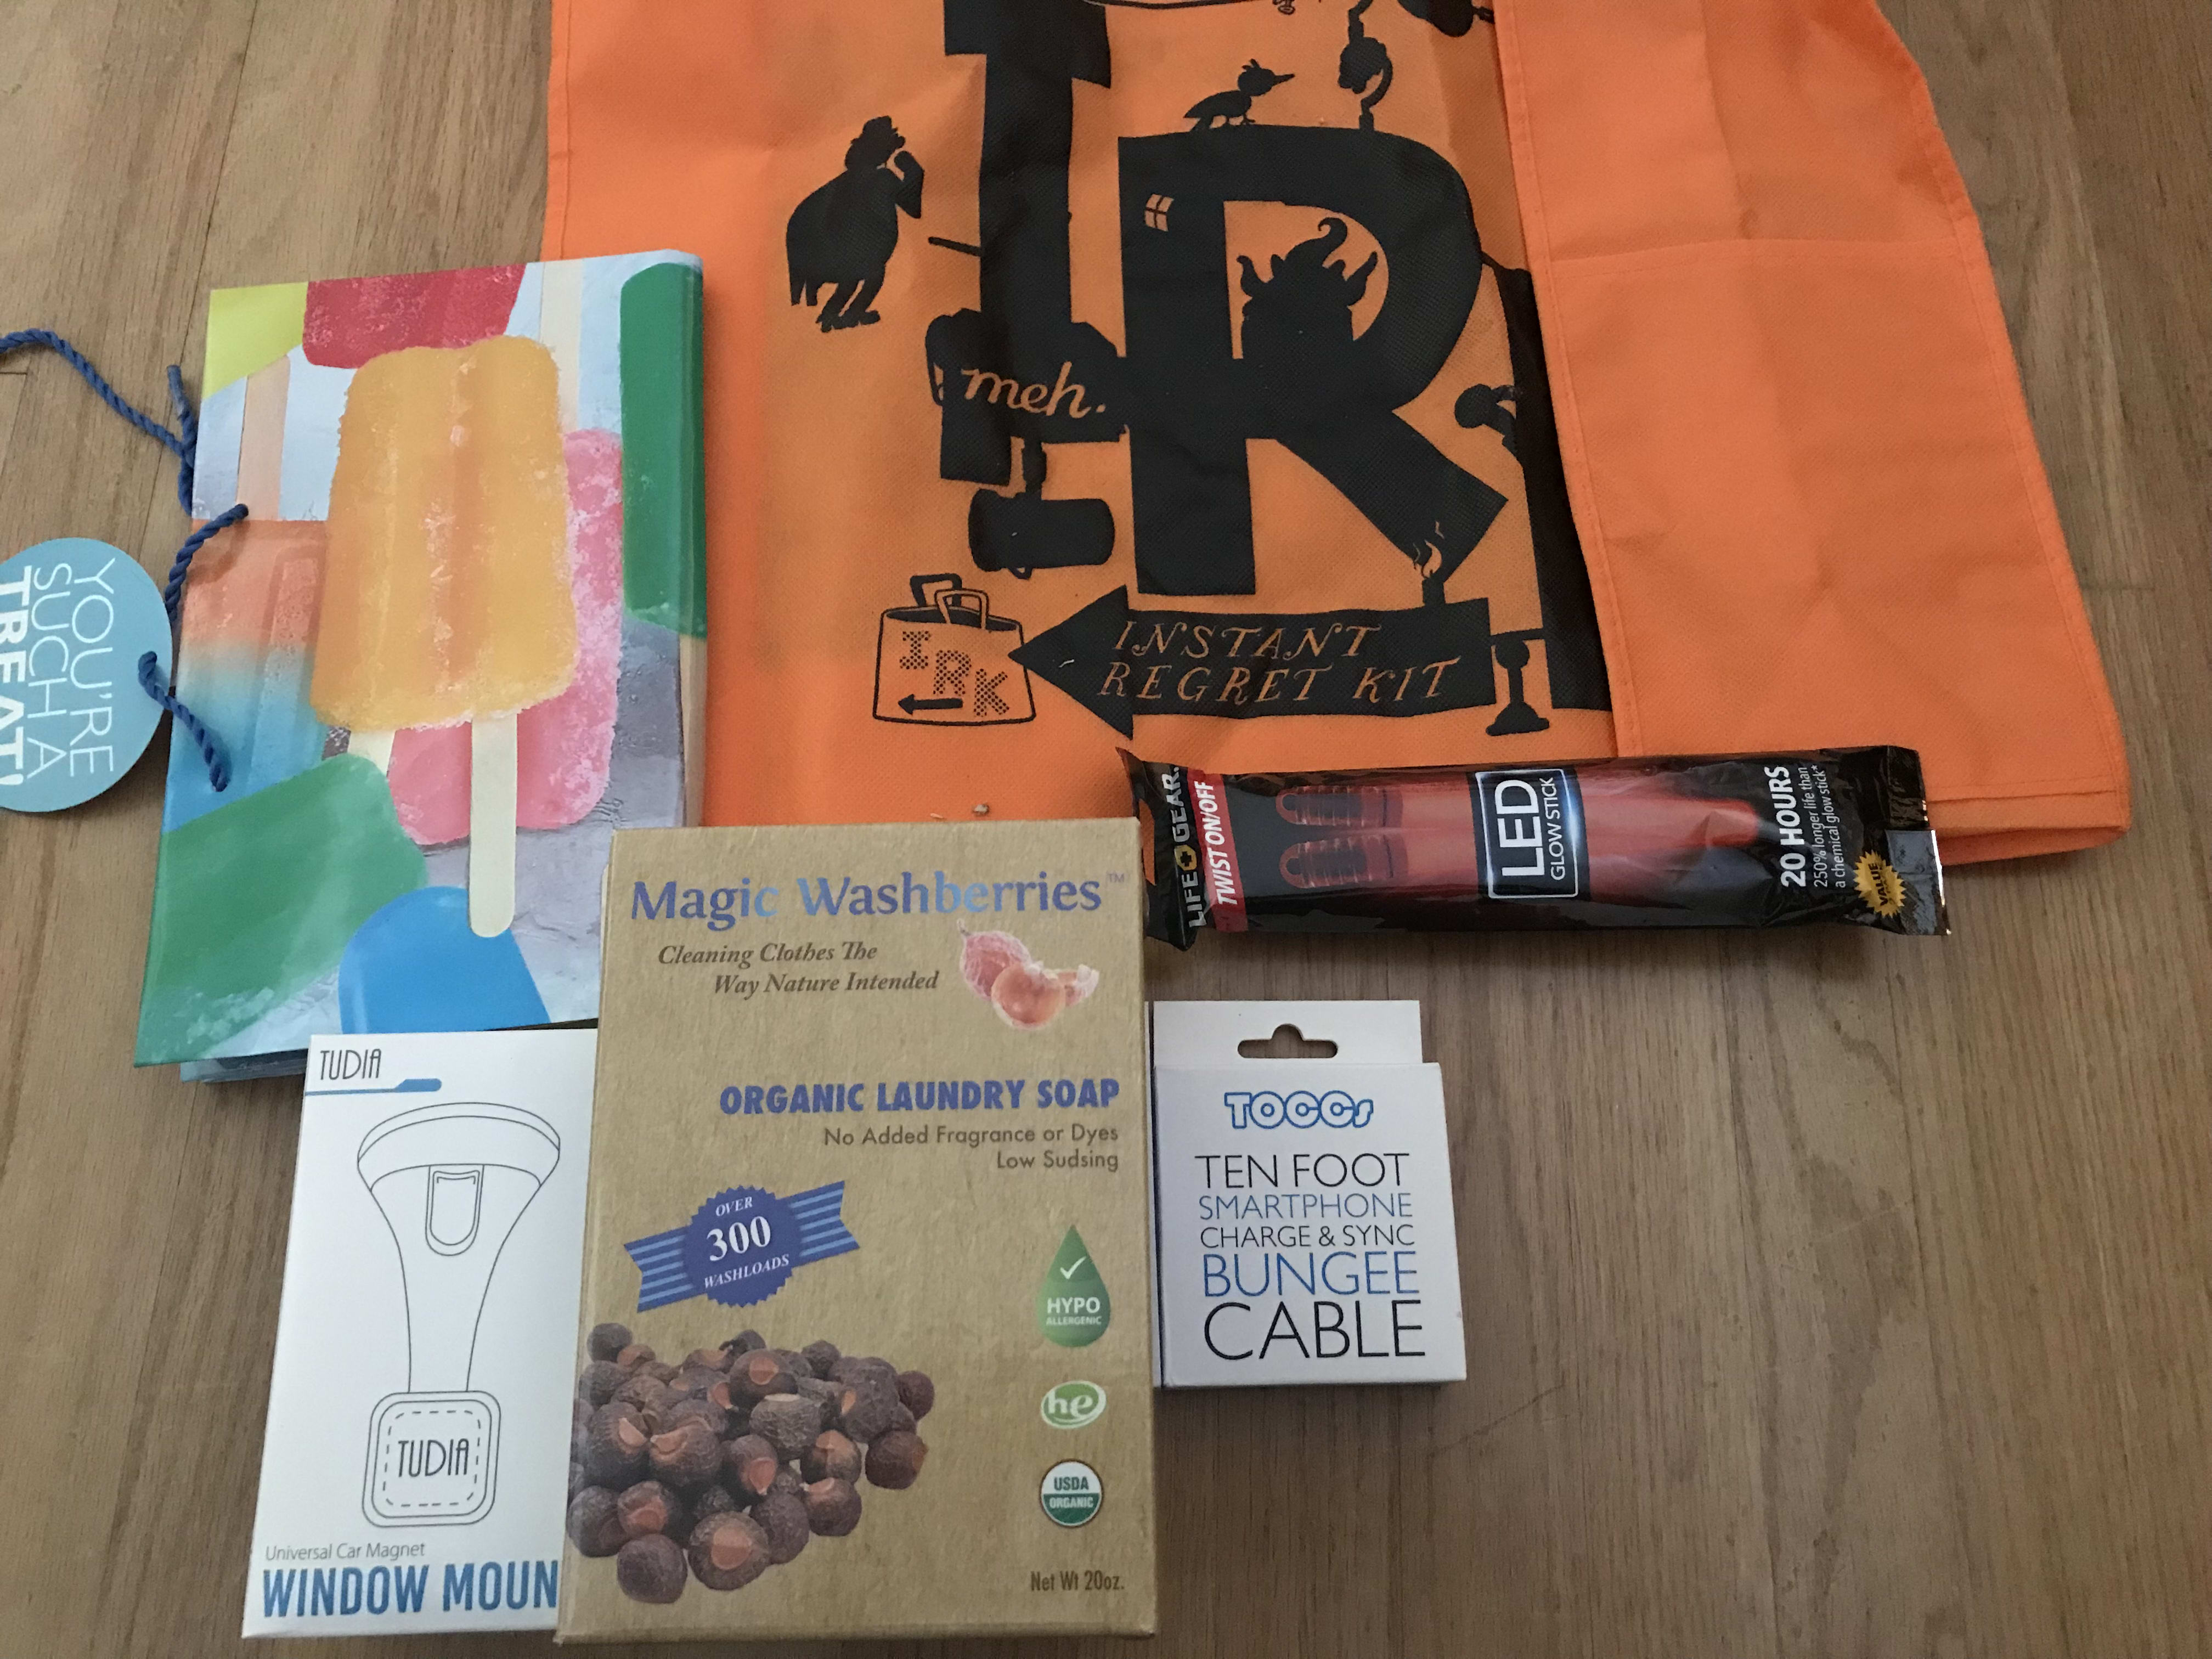 meh.
IRK
INSTANT
REGRET KIT
YOU'RE
SUCH A
TREAT!
LIFE GEAR
TWIST ON/OFF
LED
GLOW STICK
20 HOURS
250% longer life than
a chemical glow stick*
VALUE
Magic Washberries™
Cleaning Clothes The
Way Nature Intended
ORGANIC LAUNDRY SOAP
No Added Fragrance or Dyes
Low Sudsing
OVER
300
WASHLOADS
HYPO
ALLERGENIC
he
USDA
ORGANIC
Net Wt 20oz.
TUDIA
TUDIA
Universal Car Magnet
WINDOW MOUN
TOCCs
TEN FOOT
SMARTPHONE
CHARGE & SYNC
BUNGEE
CABLE